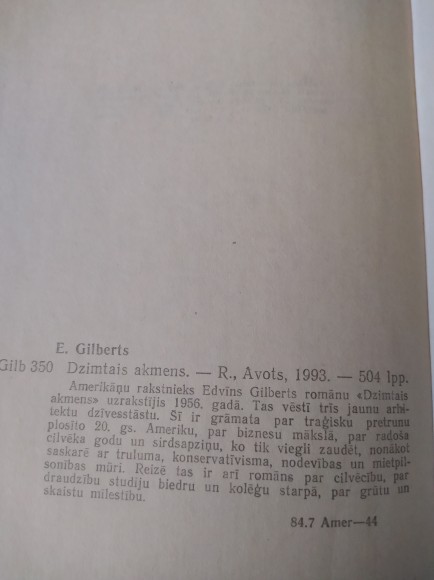 E. Gilberts
Gilb 350 Dzimtais akmens. — R., Avots, 1993. — 504 lpp.
Amerikāņu rakstnieks Edvīns Gilberts romānu «Dzimtais
akmens» uzrakstījis 1956. gadā. Tas vēstī trīs jaunu arhi-
tektu dzīvesstāstu. Šī ir grāmata par traģisku pretrunu
plosīto 20. gs. Ameriku, par biznesu mākslā, par radoša
cilvēka godu un sirdsapziņu, ko tik viegli zaudēt, nonākot
saskarē ar truluma, konservatīvisma, nodevības un mietpil-
sonības mūri. Reizē tas ir arī romāns par cilvēcību, par
draudzību studiju biedru un kolēģu starpā, par grūtu un
skaistu mīlestību.
84.7 Amer—44